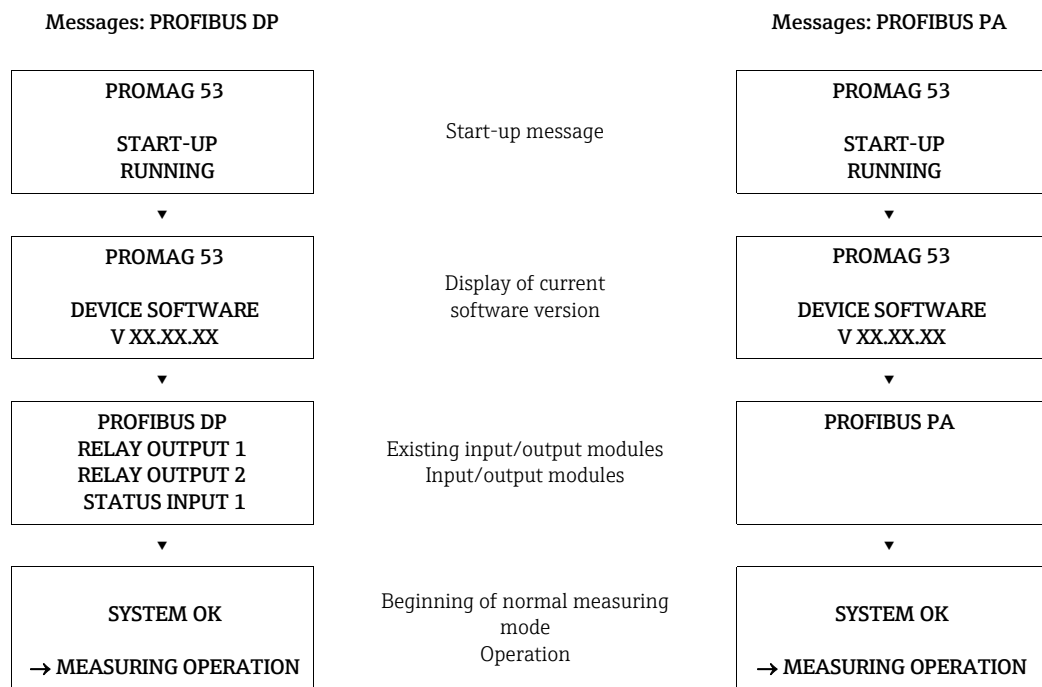 Messages: PROFIBUS DP
Messages: PROFIBUS PA
PROMAG 53
START-UP
RUNNING
Start-up message
PROMAG 53
START-UP
RUNNING
▼
▼
PROMAG 53
DEVICE SOFTWARE
V XX.XX.XX
Display of current
software version
PROMAG 53
DEVICE SOFTWARE
V XX.XX.XX
▼
▼
PROFIBUS DP
RELAY OUTPUT 1
RELAY OUTPUT 2
STATUS INPUT 1
Existing input/output modules
Input/output modules
PROFIBUS PA
▼
▼
SYSTEM OK
→ MEASURING OPERATION
Beginning of normal measuring
mode
Operation
SYSTEM OK
→ MEASURING OPERATION